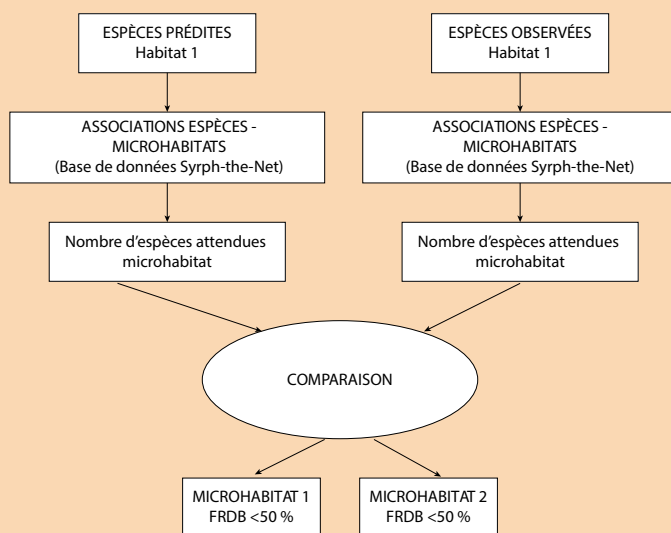 ESPÈCES PRÉDITES
Habitat 1
ESPÈCES OBSERVÉES
Habitat 1
ASSOCIATIONS ESPÈCES -
MICROHABITATS
(Base de données Syrph-the-Net)
ASSOCIATIONS ESPÈCES -
MICROHABITATS
(Base de données Syrph-the-Net)
Nombre d'espèces attendues
microhabitat
Nombre d'espèces attendues
microhabitat
COMPARAISON
MICROHABITAT 1
FRDB <50 %
MICROHABITAT 2
FRDB <50 %